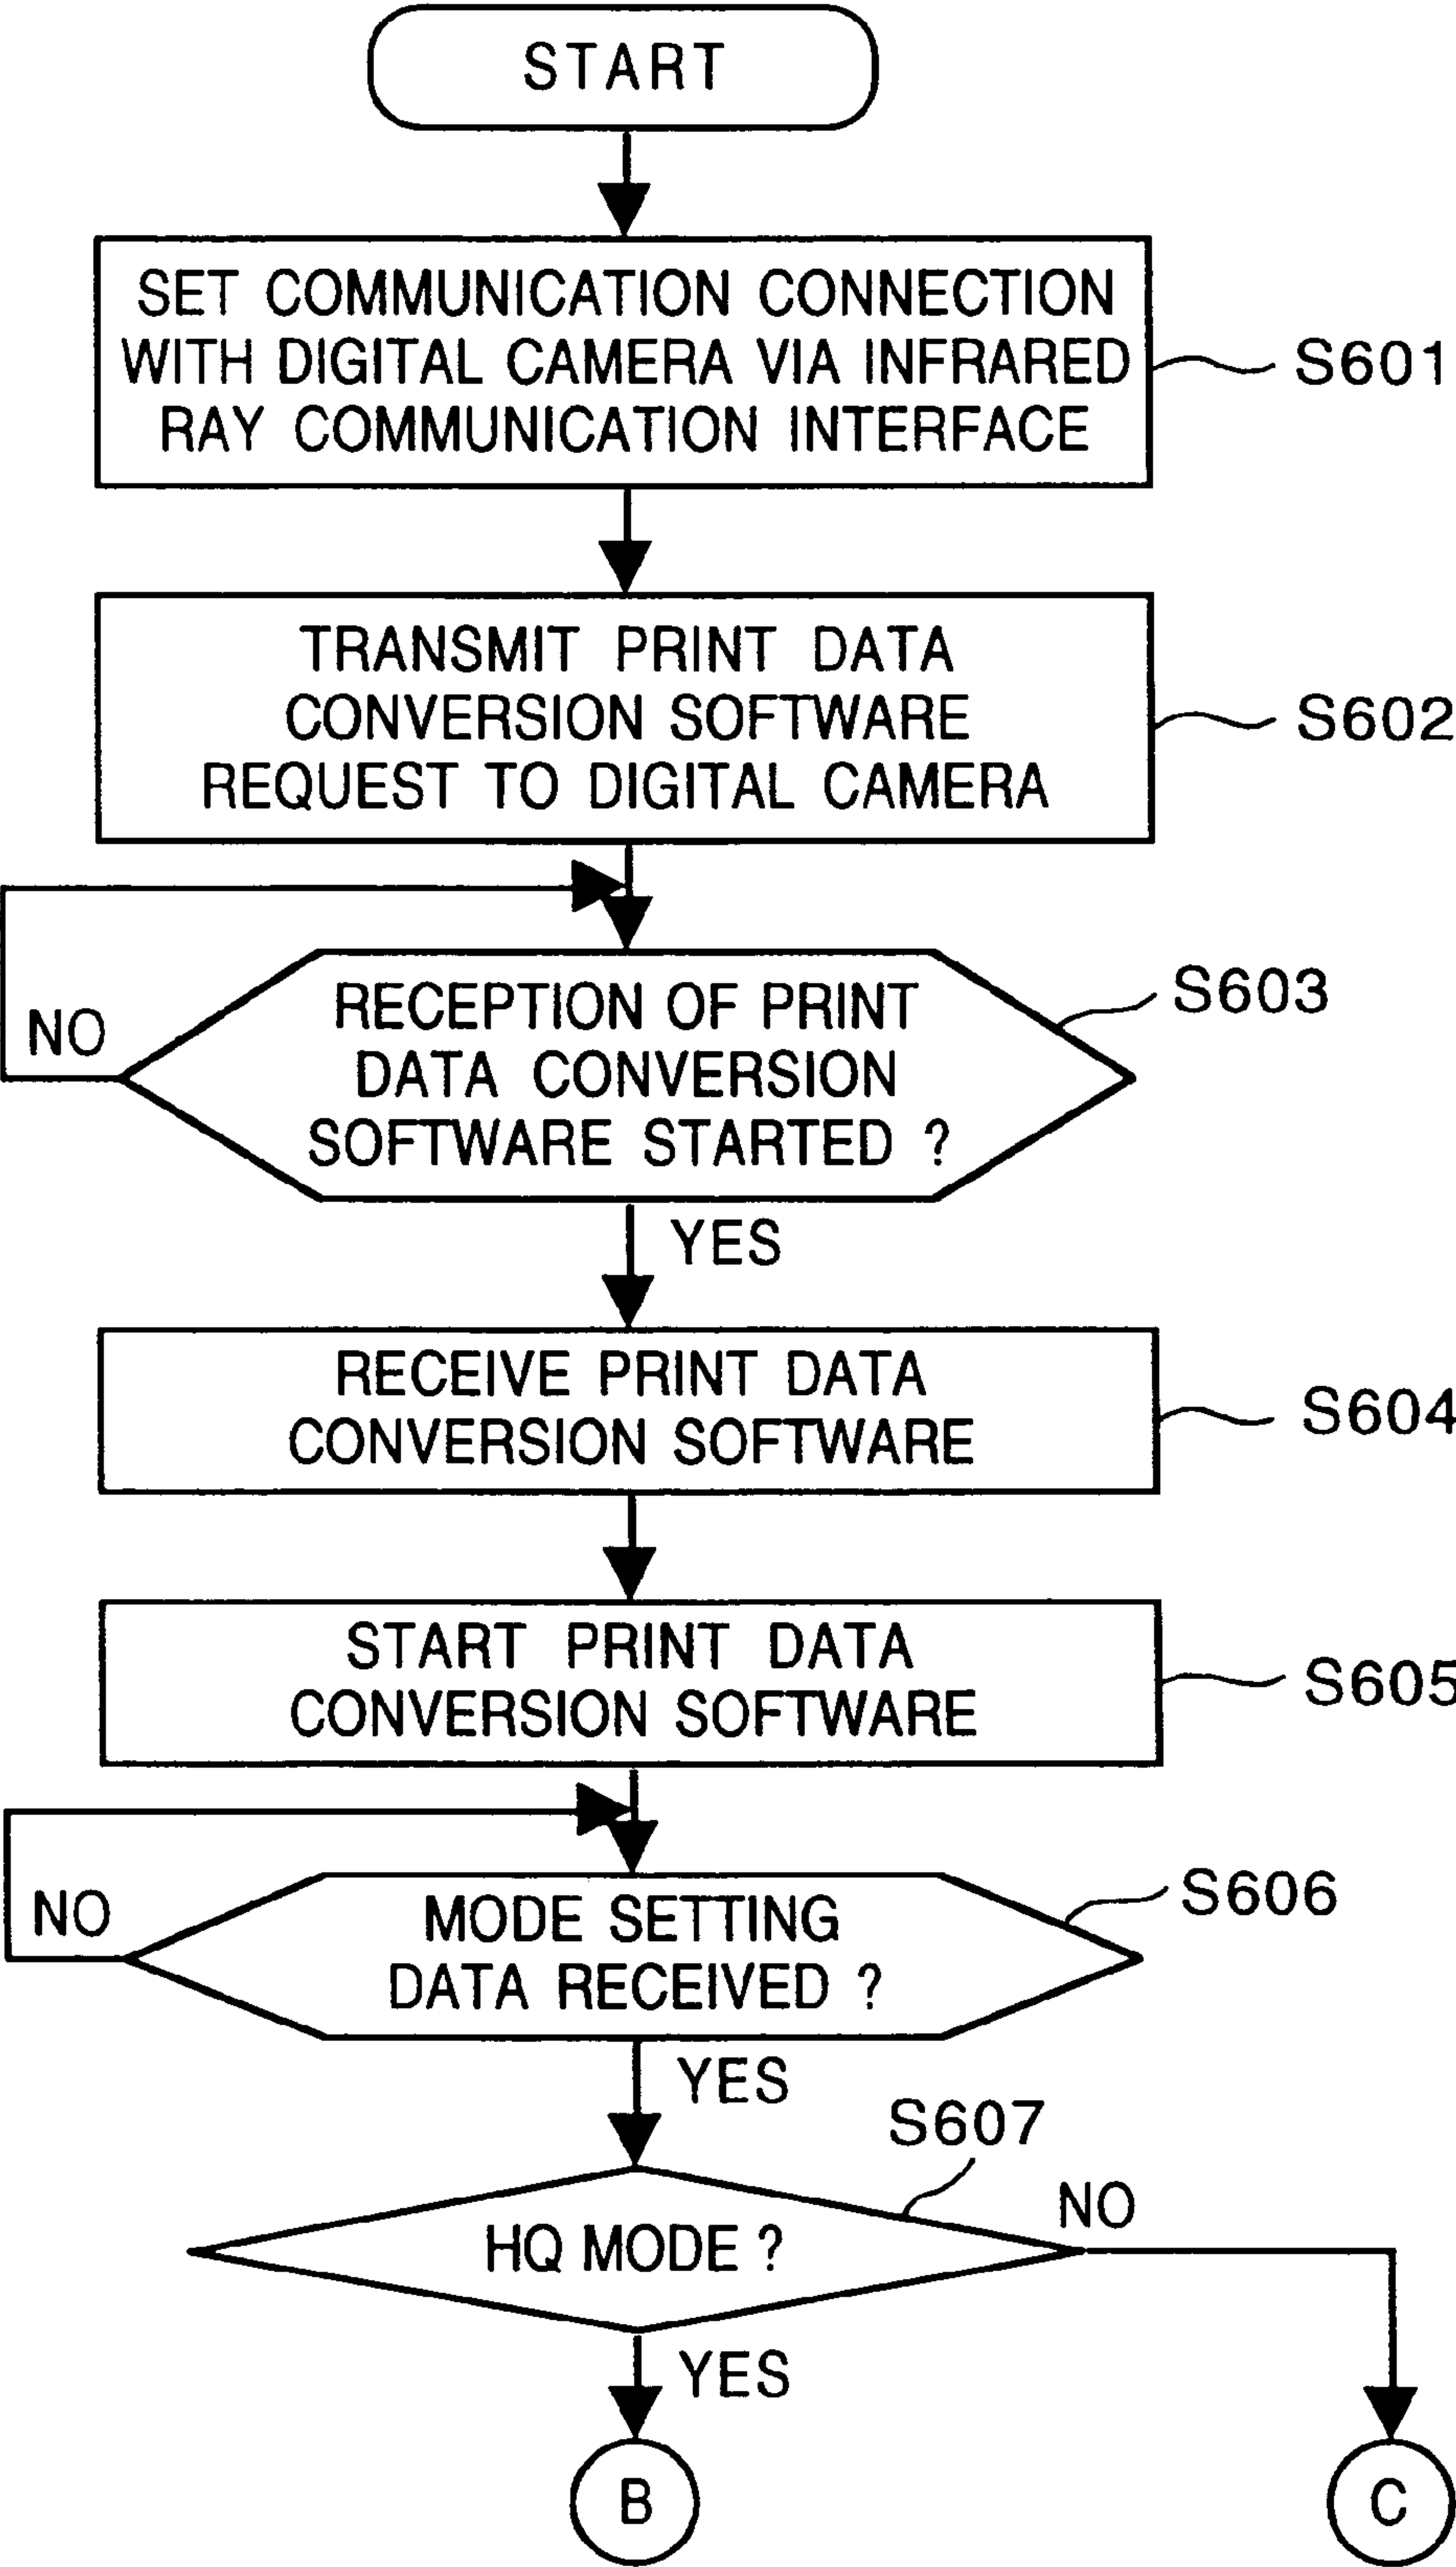 START
SET COMMUNICATION CONNECTION
WITH DIGITAL CAMERA VIA INFRARED
RAY COMMUNICATION INTERFACE
S601
TRANSMIT PRINT DATA
CONVERSION SOFTWARE
REQUEST TO DIGITAL CAMERA
S602
RECEPTION OF PRINT
DATA CONVERSION
SOFTWARE STARTED ?
S603
NO
YES
RECEIVE PRINT DATA
CONVERSION SOFTWARE
S604
START PRINT DATA
CONVERSION SOFTWARE
S605
MODE SETTING
DATA RECEIVED ?
S606
NO
YES
S607
HQ MODE ?
NO
YES
B
C